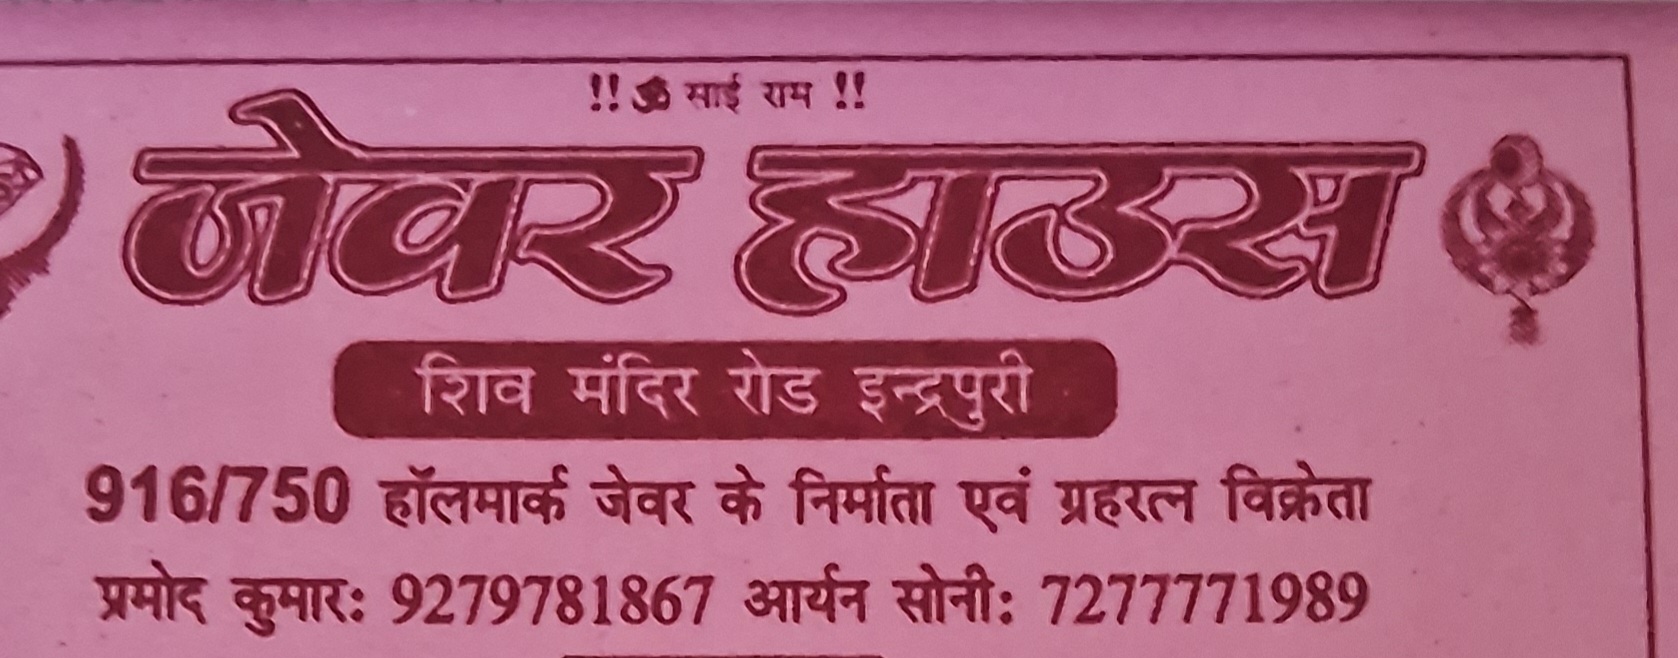 !! ॐ साई राम !!
जेवर हाउस
शिव मंदिर रोड इन्द्रपुरी
916/750 हॉलमार्क जेवर के निर्माता एवं ग्रहरत्न विक्रेता
प्रमोद कुमार: 9279781867 आर्यन सोनी: 7277771989